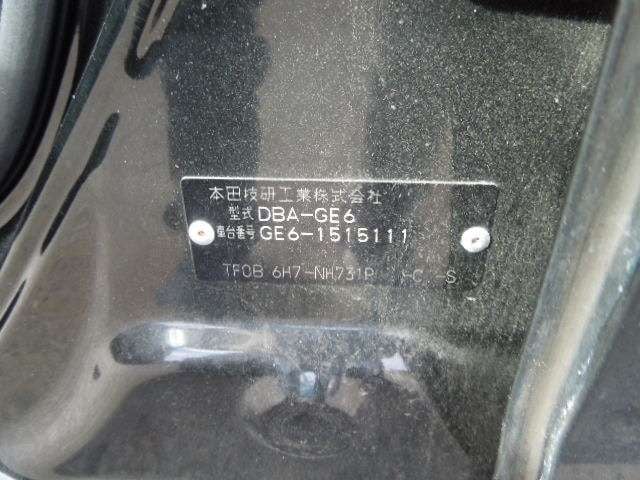 本田技研工業株式会社
型式 DBA-GE6
車台番号 GE6-1515111
TF0B 6H7-NH731P -C -S